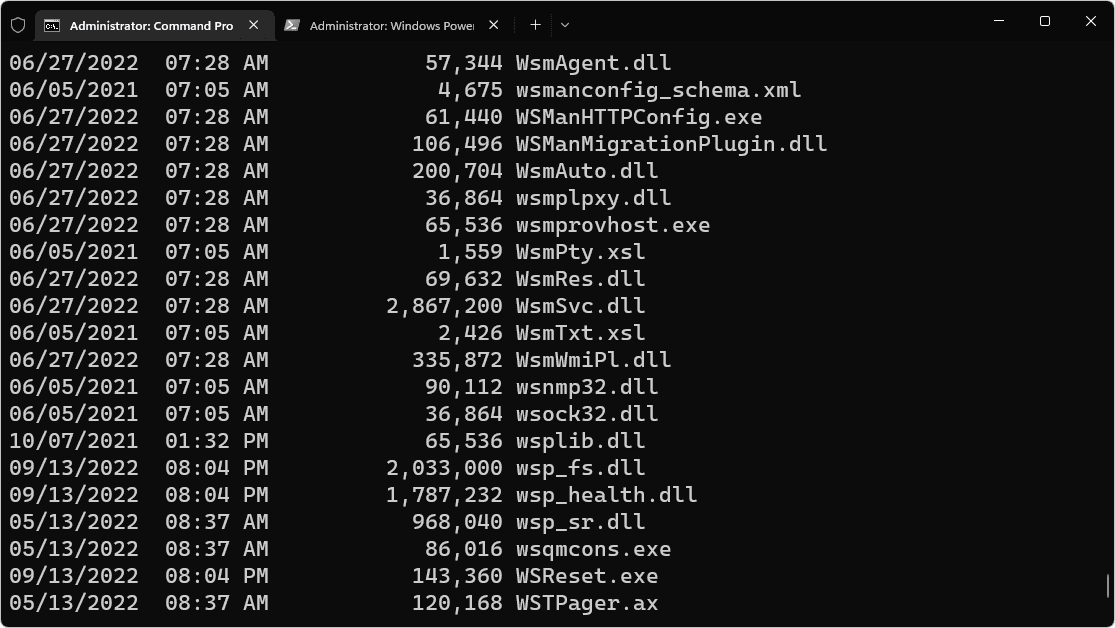 Administrator: Command Pro Administrator: Windows Power
06/27/2022  07:28 AM            57,344 WsmAgent.dll
06/05/2021  07:05 AM             4,675 wsmanconfig_schema.xml
06/27/2022  07:28 AM            61,440 WSManHTTPConfig.exe
06/27/2022  07:28 AM           106,496 WSManMigrationPlugin.dll
06/27/2022  07:28 AM           200,704 WsmAuto.dll
06/27/2022  07:28 AM            36,864 wsmplpxy.dll
06/27/2022  07:28 AM            65,536 wsmprovhost.exe
06/05/2021  07:05 AM             1,559 WsmPty.xsl
06/27/2022  07:28 AM            69,632 WsmRes.dll
06/27/2022  07:28 AM         2,867,200 WsmSvc.dll
06/05/2021  07:05 AM             2,426 WsmTxt.xsl
06/27/2022  07:28 AM           335,872 WsmWmiPl.dll
06/05/2021  07:05 AM            90,112 wsnmp32.dll
06/05/2021  07:05 AM            36,864 wsock32.dll
10/07/2021  01:32 PM            65,536 wsplib.dll
09/13/2022  08:04 PM         2,033,000 wsp_fs.dll
09/13/2022  08:04 PM         1,787,232 wsp_health.dll
05/13/2022  08:37 AM           968,040 wsp_sr.dll
05/13/2022  08:37 AM            86,016 wsqmcons.exe
09/13/2022  08:04 PM           143,360 WSReset.exe
05/13/2022  08:37 AM           120,168 WSTPager.ax